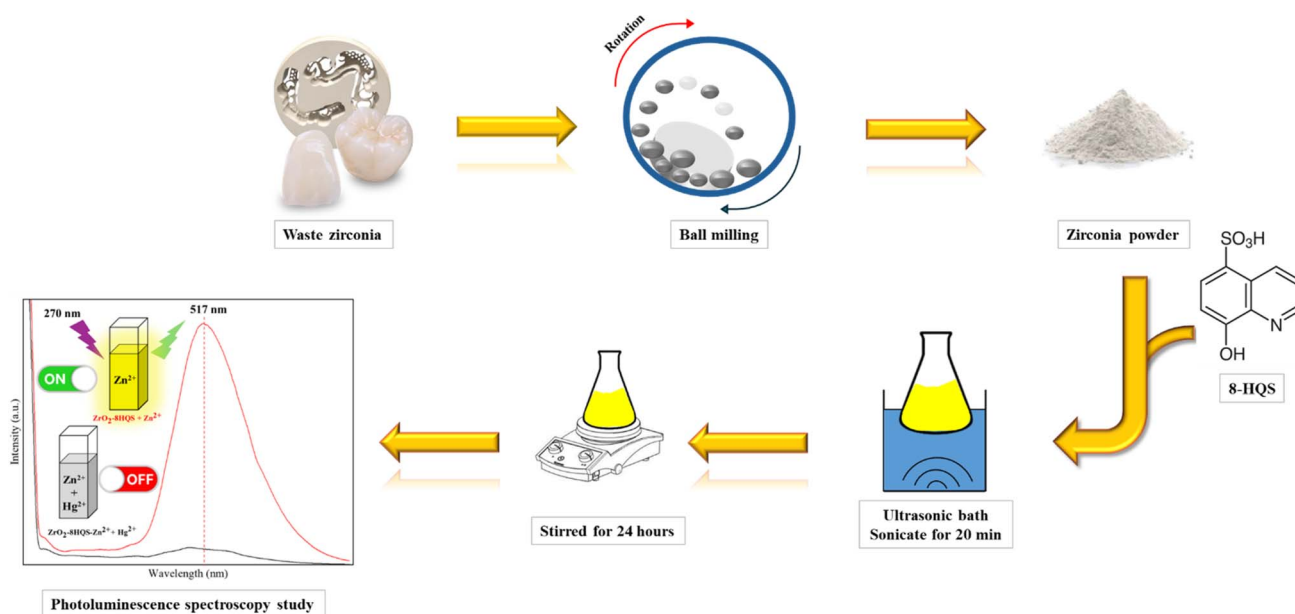 Rotation
Waste zirconia
Ball milling
Zirconia powder
SO₃H
N
OH
8-HQS
Ultrasonic bath
Sonicate for 20 min
Stirred for 24 hours
270 nm
517 nm
ON
Zn²⁺
ZrO₂-8HQS + Zn²⁺
Zn²⁺
+
Hg²⁺
OFF
ZrO₂-8HQS-Zn²⁺ + Hg²⁺
Intensity (a.u.)
Wavelength (nm)
Photoluminescence spectroscopy study